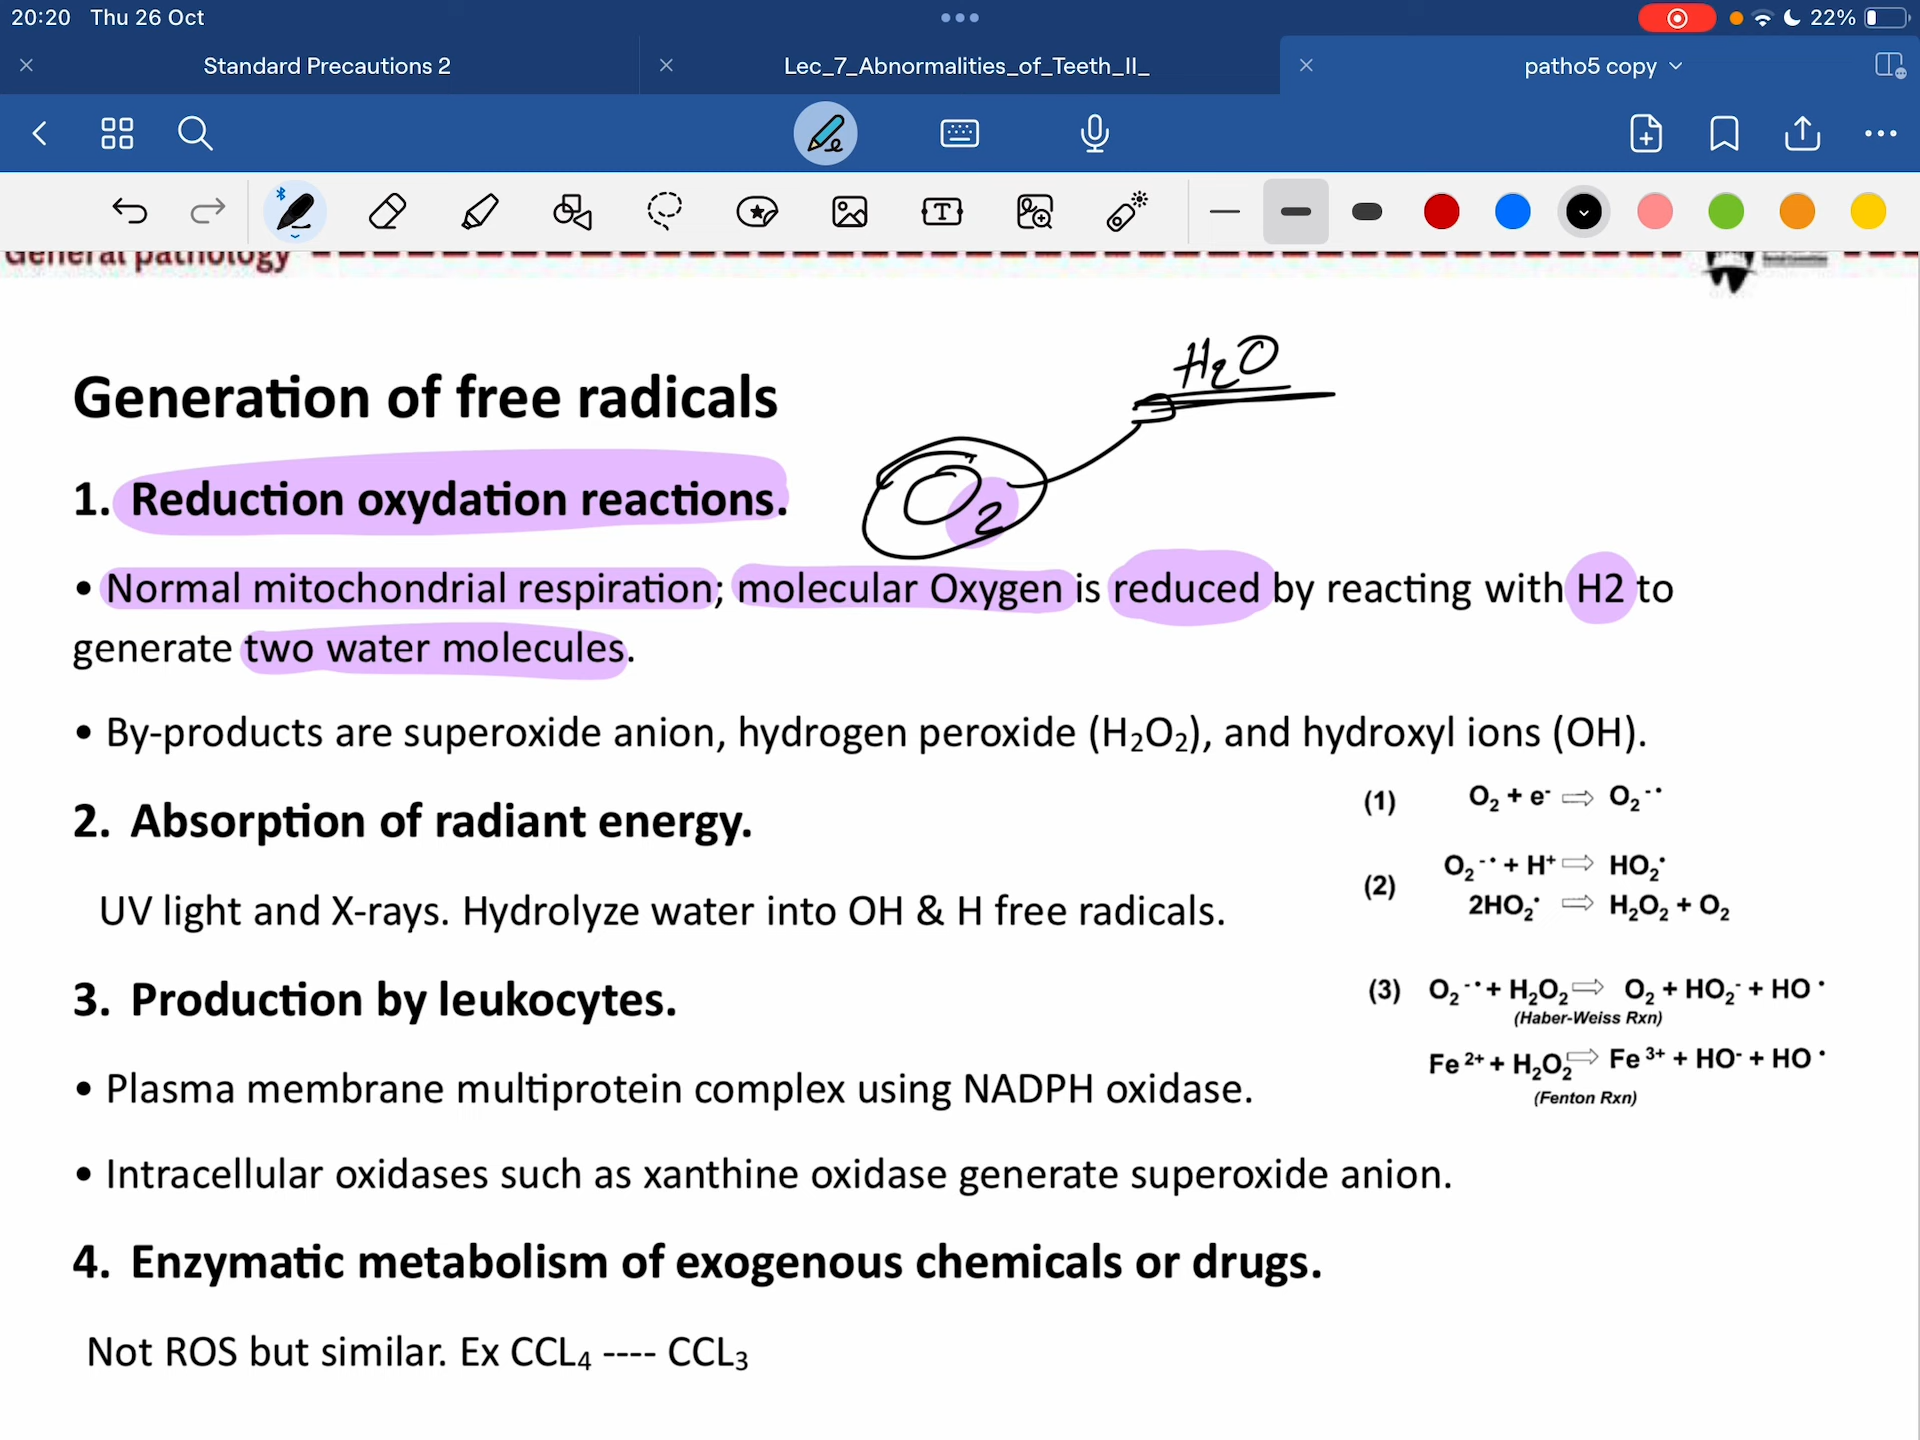 20:20 Thu 26 Oct
22%
Standard Precautions 2
Lec_7_Abnormalities_of_Teeth_II_
patho5 copy
General pathology
H2O
Generation of free radicals
O2
1. Reduction oxydation reactions.
• Normal mitochondrial respiration; molecular Oxygen is reduced by reacting with H2 to
generate two water molecules.
• By-products are superoxide anion, hydrogen peroxide (H₂O₂), and hydroxyl ions (OH).
2. Absorption of radiant energy.
UV light and X-rays. Hydrolyze water into OH & H free radicals.
3. Production by leukocytes.
• Plasma membrane multiprotein complex using NADPH oxidase.
• Intracellular oxidases such as xanthine oxidase generate superoxide anion.
4. Enzymatic metabolism of exogenous chemicals or drugs.
Not ROS but similar. Ex CCL₄ ---- CCL₃
(1) O₂ + e⁻ ⇨ O₂⁻•
(2) O₂⁻• + H⁺ ⇨ HO₂•
2HO₂• ⇨ H₂O₂ + O₂
(3) O₂⁻• + H₂O₂ ⇨ O₂ + HO₂⁻ + HO•
(Haber-Weiss Rxn)
Fe²⁺ + H₂O₂ ⇨ Fe³⁺ + HO⁻ + HO•
(Fenton Rxn)